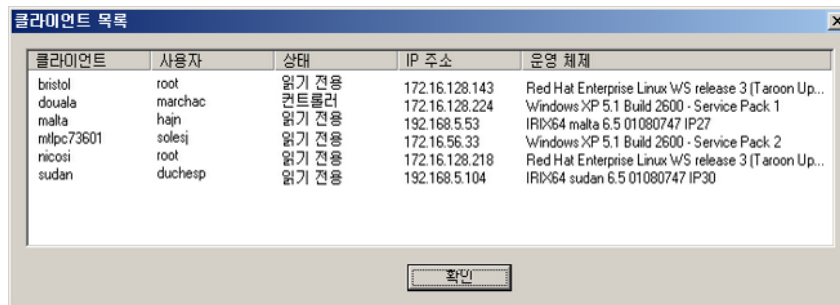 클라이언트 목록
클라이언트 사용자 상태 IP 주소 운영 체제
bristol root 읽기 전용 172.16.128.143 Red Hat Enterprise Linux WS release 3 (Taroon Up...
douala marchac 컨트롤러 172.16.128.224 Windows XP 5.1 Build 2600 - Service Pack 1
malta hajn 읽기 전용 192.168.5.53 IRIX64 malta 6.5 01080747 IP27
mtlpc73601 solesj 읽기 전용 172.16.56.33 Windows XP 5.1 Build 2600 - Service Pack 2
nicosi root 읽기 전용 172.16.128.218 Red Hat Enterprise Linux WS release 3 (Taroon Up...
sudan duchesp 읽기 전용 192.168.5.104 IRIX64 sudan 6.5 01080747 IP30
확인